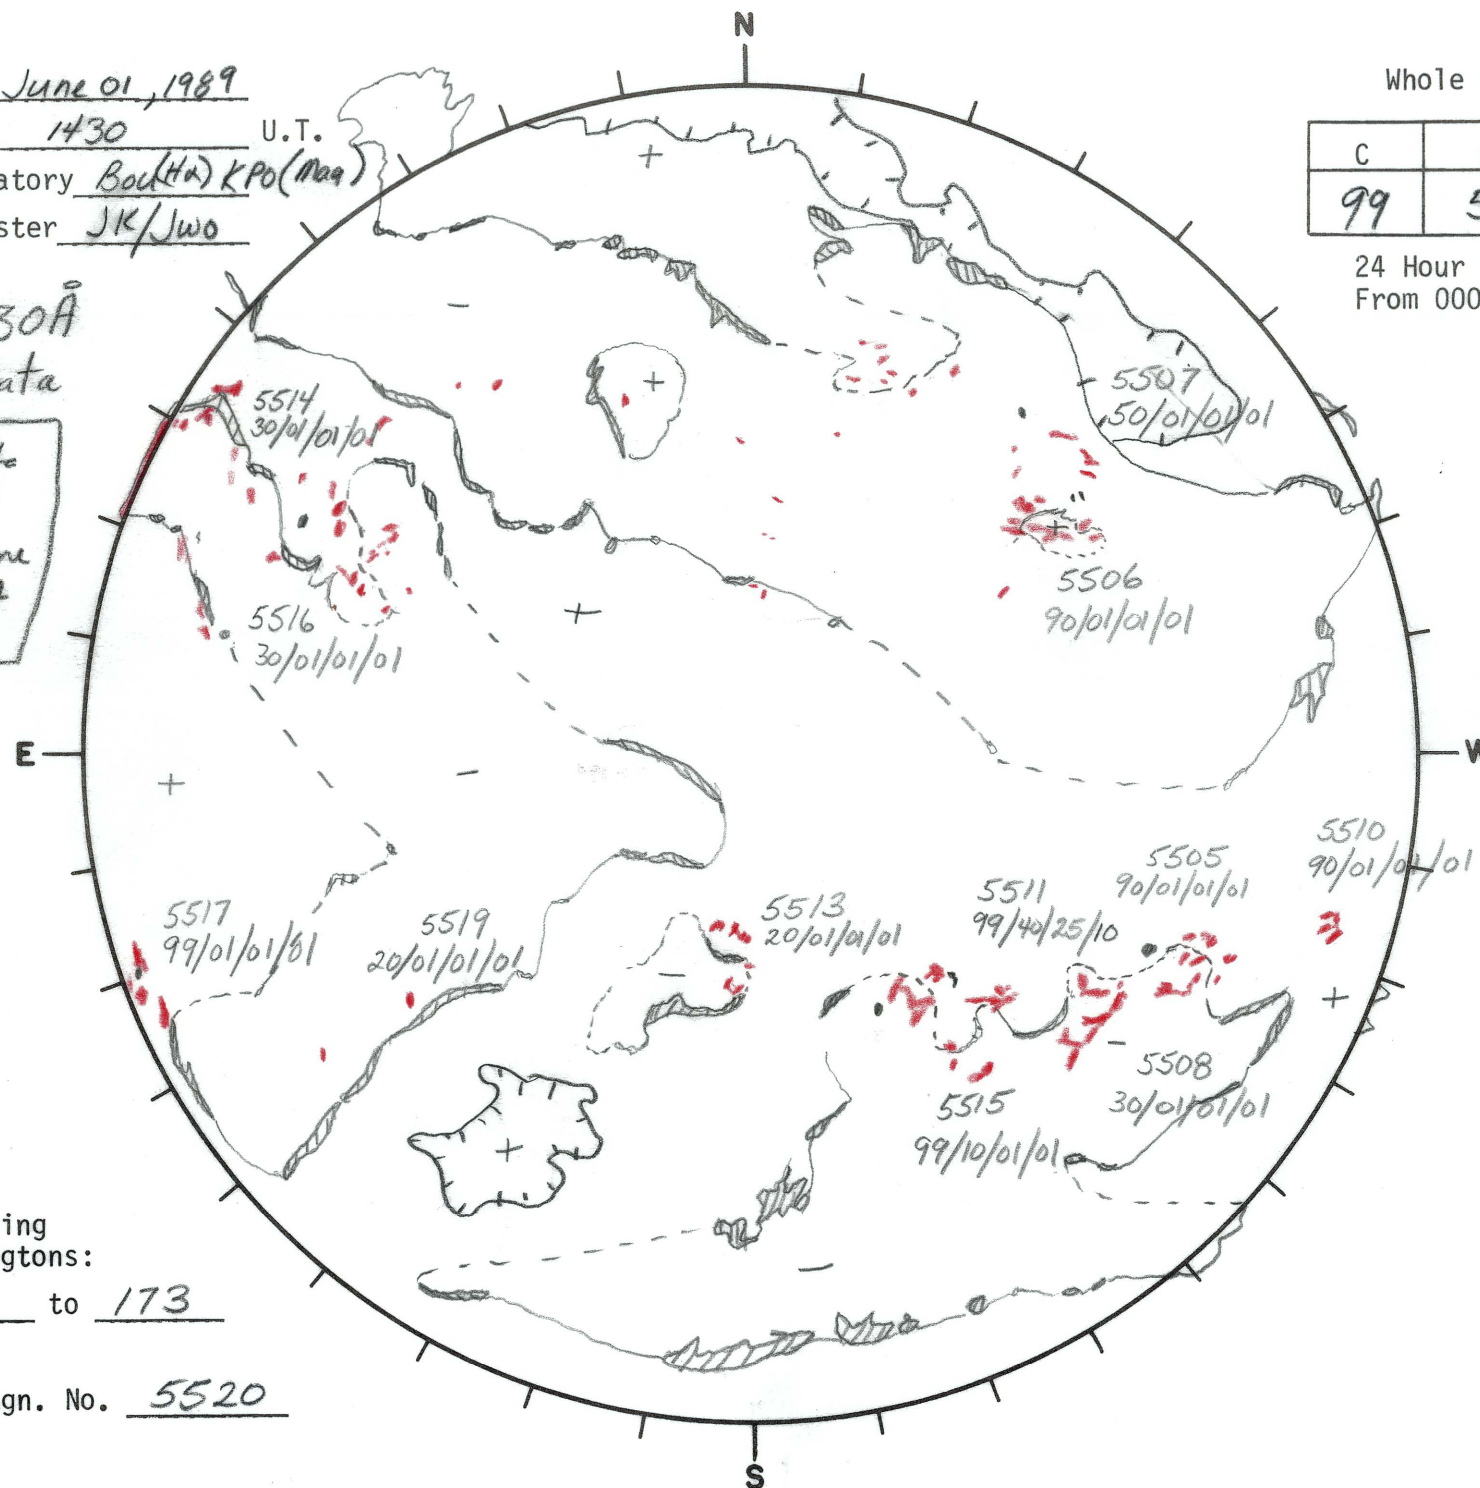 N
June 01, 1989
1430 U.T.
atory Bou(Hα) KPO(Mag)
ster JK/JWO
Whole
C
99 5
24 Hour
From 000
30Å
ata
5514
30/01/01/01
5507
50/01/01/01
5516
30/01/01/01
5506
90/01/01/01
E
W
5510
90/01/01/01
5505
90/01/01/01
5511
99/40/25/10
5513
20/01/01/01
5517
99/01/01/01
5519
20/01/01/01
5508
30/01/01/01
5515
99/10/01/01
ing
gtons:
to 173
gn. No. 5520
S